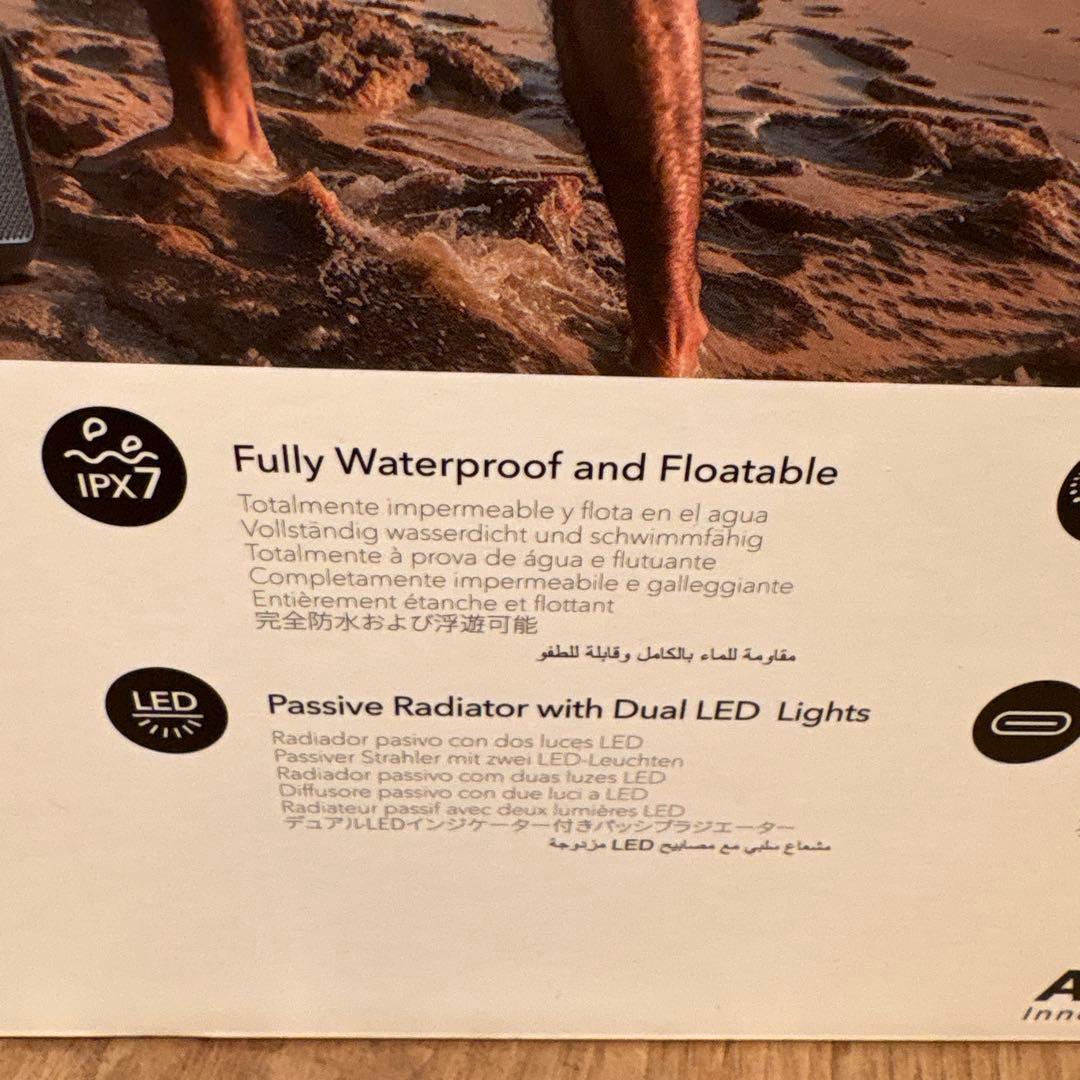 IPX7
Fully Waterproof and Floatable
Totalmente impermeable y flota en el agua
Vollständig wasserdicht und schwimmfähig
Totalmente à prova de água e flutuante
Completamente impermeabile e galleggiante
Entièrement étanche et flottant
完全防水および浮遊可能
مقاومة للماء بالكامل وقابلة للطفو
LED
Passive Radiator with Dual LED Lights
Radiador pasivo con dos luces LED
Passiver Strahler mit zwei LED-Leuchten
Radiador passivo com duas luzes LED
Diffusore passivo con due luci a LED
Radiateur passif avec deux lumières LED
デュアルLEDインジケーター付きパッシブラジエーター
مشعاع سلبي مع مصابيح LED مزدوجة